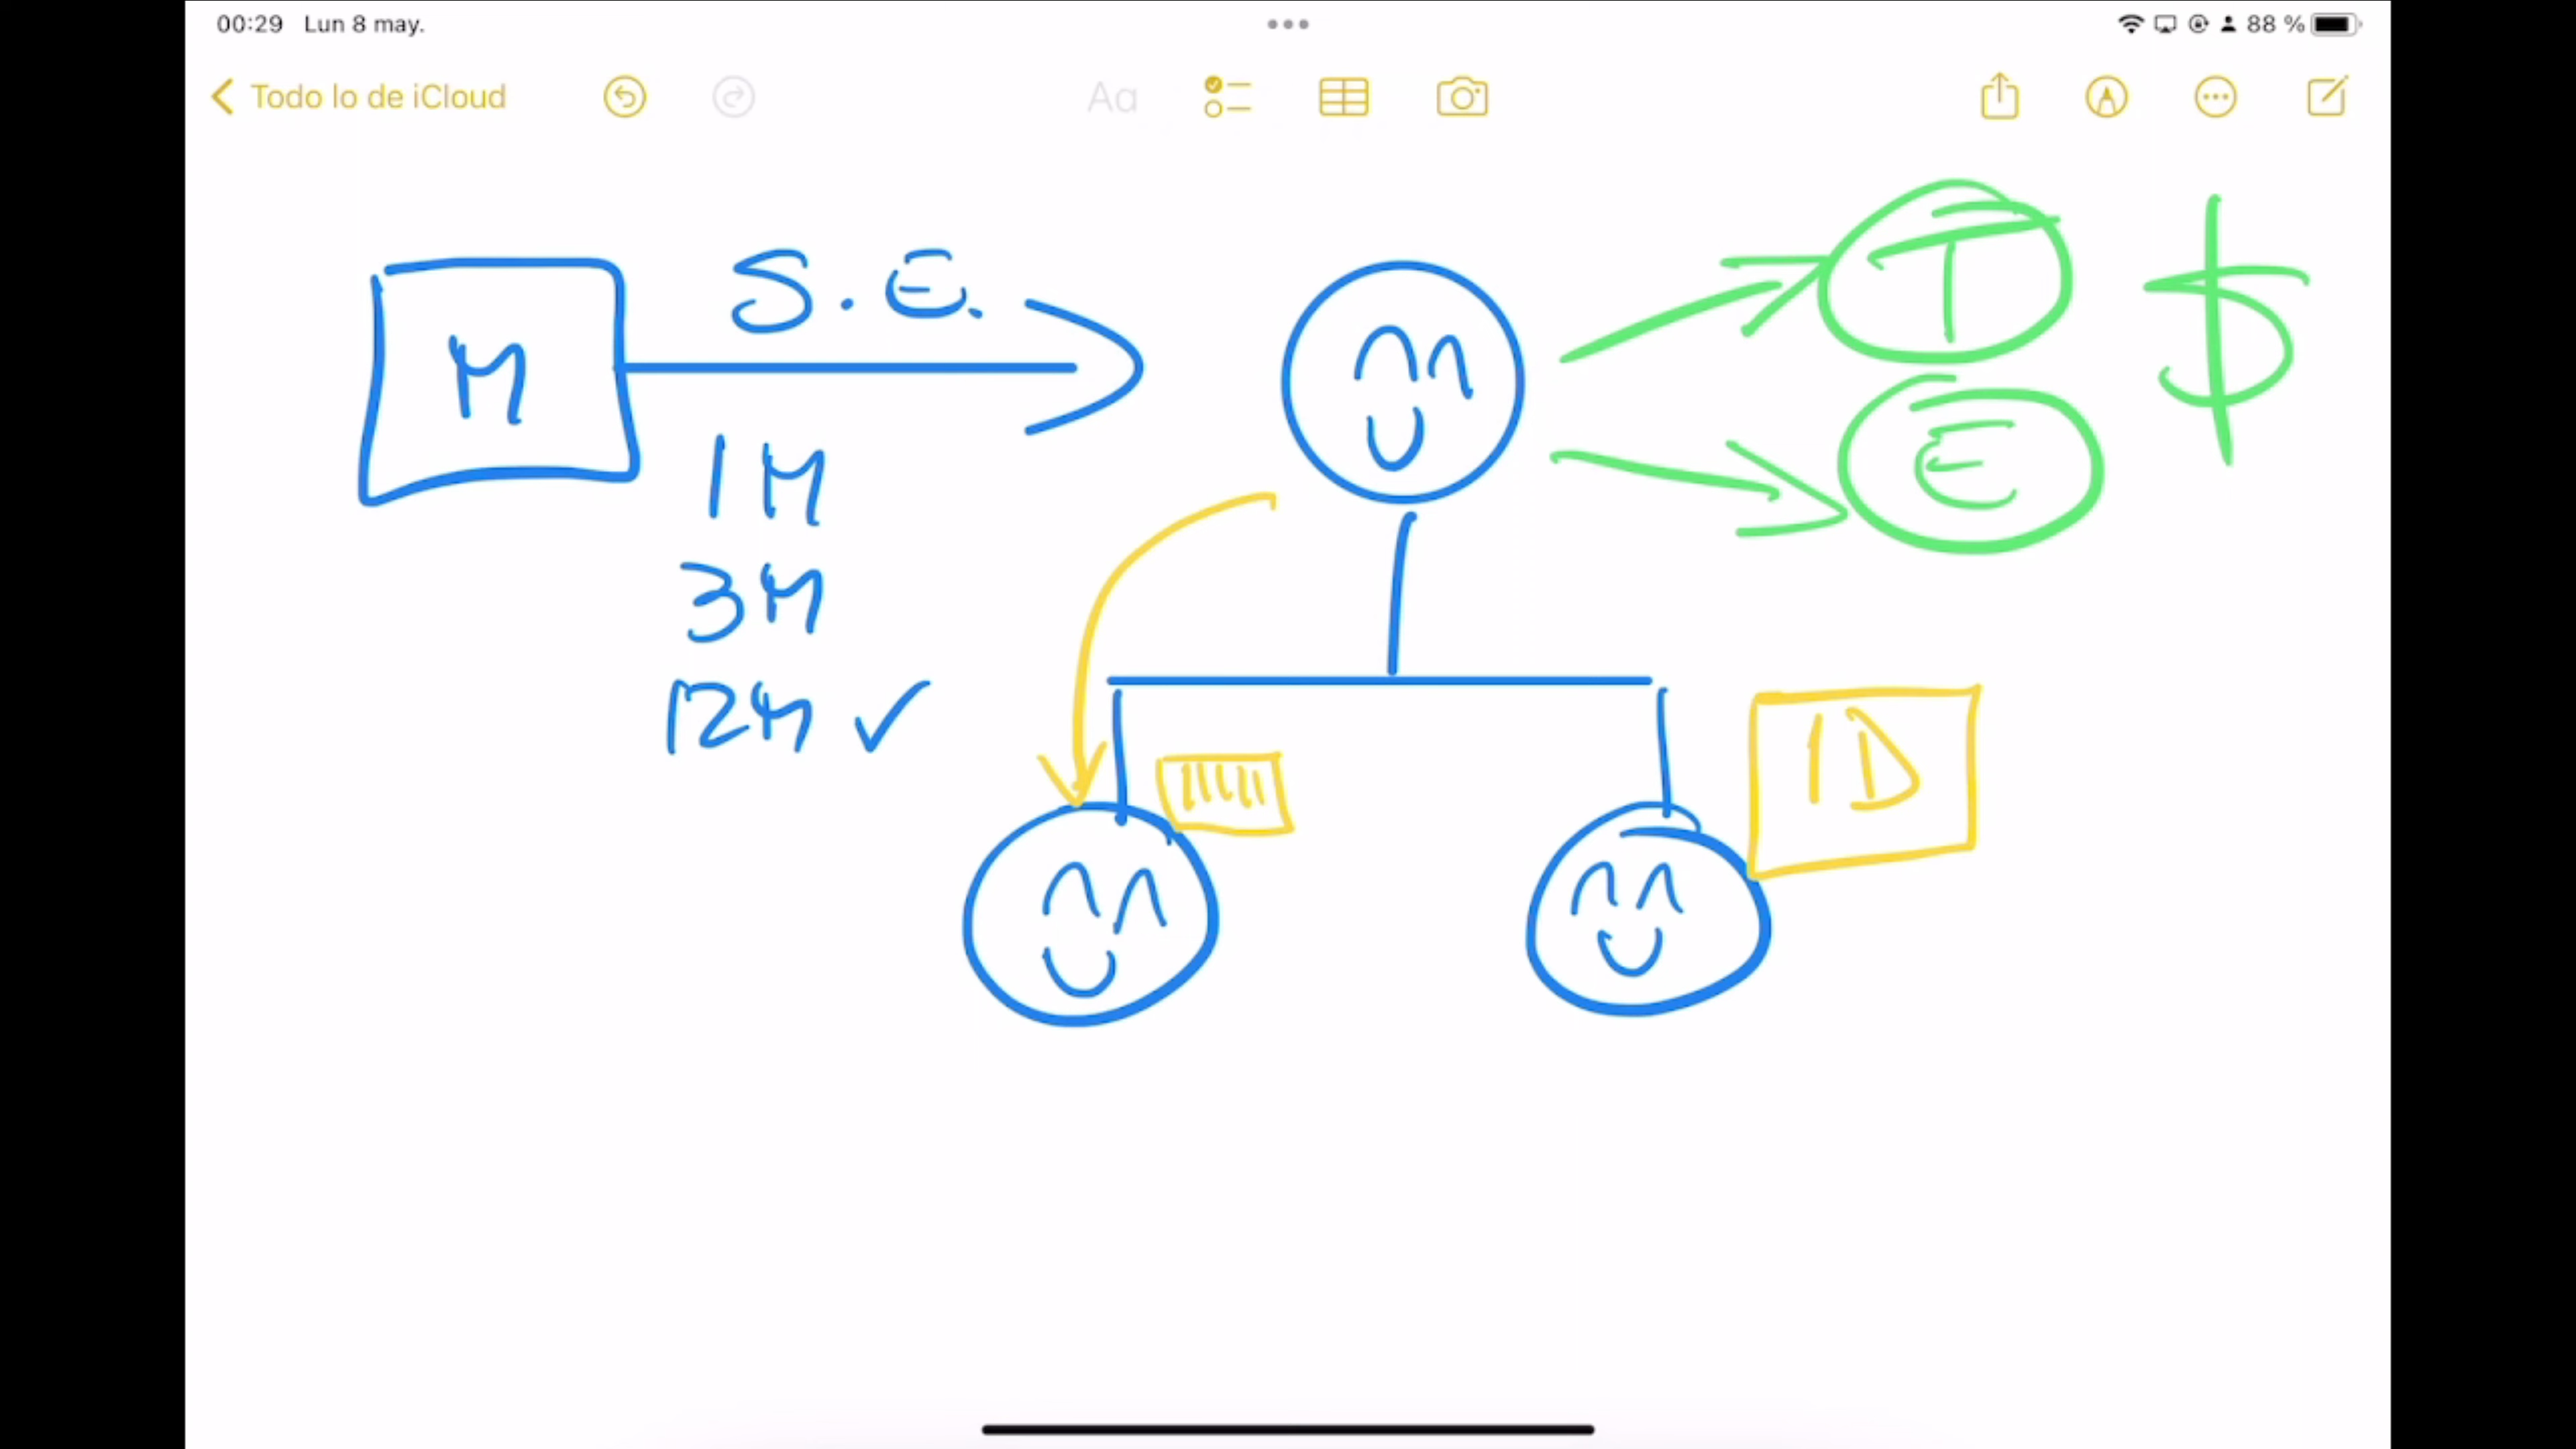 00:29 Lun 8 may.
88 %
Todo lo de iCloud
Aa
M
S.E.
1M
3M
12M ✓
T
E
$
ID